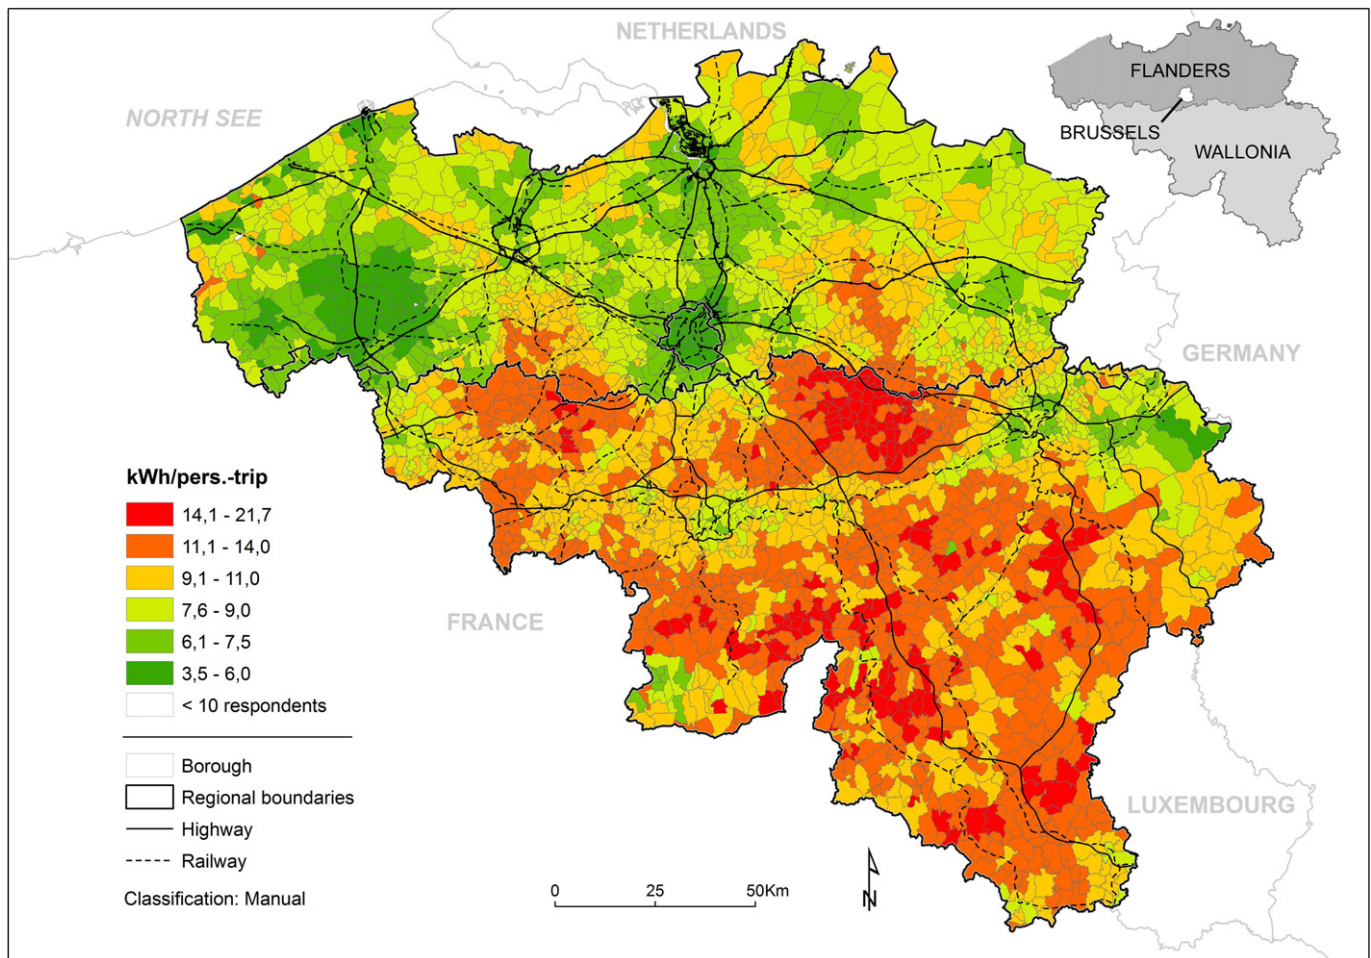 NETHERLANDS
NORTH SEE
FLANDERS
BRUSSELS
WALLONIA
GERMANY
FRANCE
LUXEMBOURG
kWh/pers.-trip
14,1 - 21,7
11,1 - 14,0
9,1 - 11,0
7,6 - 9,0
6,1 - 7,5
3,5 - 6,0
< 10 respondents
Borough
Regional boundaries
Highway
Railway
Classification: Manual
0 25 50Km
N